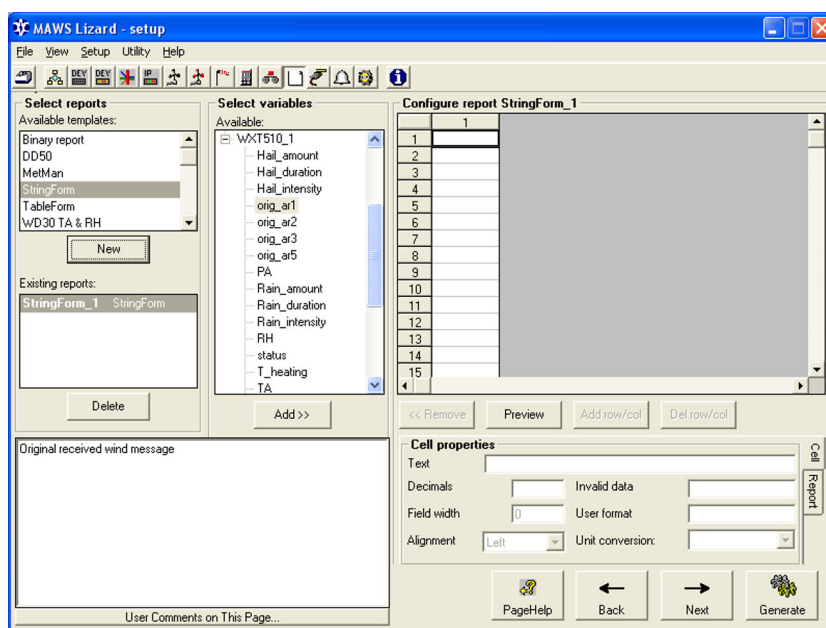 MAWS Lizard - setup
File View Setup Utility Help
DEV DEV IP
Select reports
Available templates:
Binary report
DD50
MetMan
StringForm
TableForm
WD30 TA & RH
New
Existing reports:
StringForm_1 StringForm
Delete
Select variables
Available:
WXT510_1
Hail_amount
Hail_duration
Hail_intensity
orig_ar1
orig_ar2
orig_ar3
orig_ar5
PA
Rain_amount
Rain_duration
Rain_intensity
RH
status
T_heating
TA
Add >>
Configure report StringForm_1
1
1
2
3
4
5
6
7
8
9
10
11
12
13
14
15
<< Remove Preview Add row/col Del row/col
Original received wind message
User Comments on This Page...
Cell properties
Text
Decimals Invalid data
Field width 0 User format
Alignment Left Unit conversion:
Cell
Report
PageHelp Back Next Generate